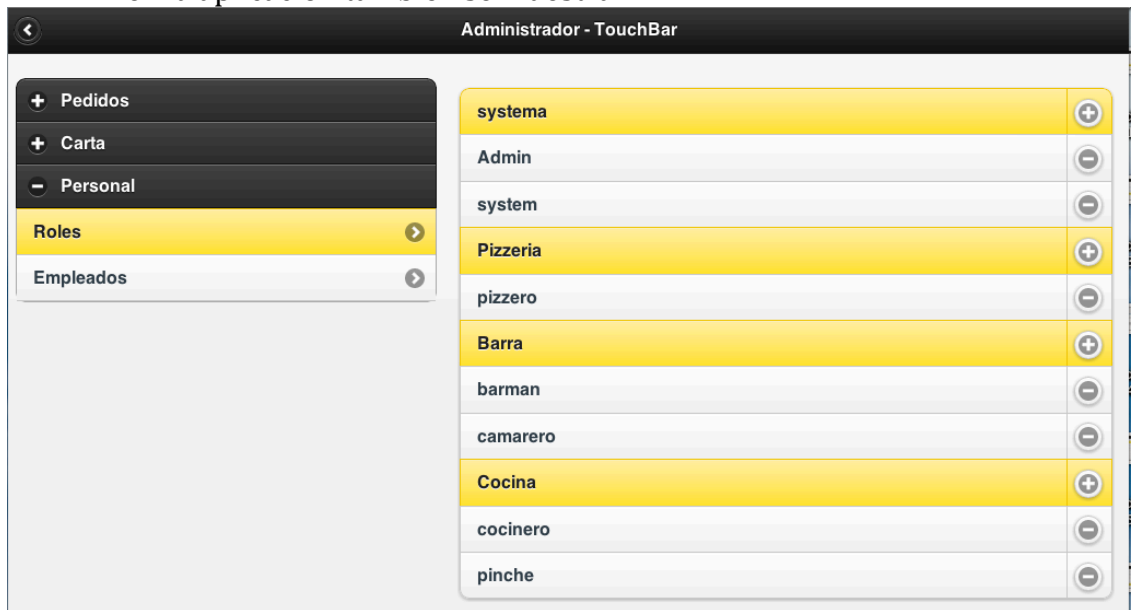 Administrador - TouchBar
Pedidos
Carta
Personal
Roles
Empleados
systema
Admin
system
Pizzeria
pizzero
Barra
barman
camarero
Cocina
cocinero
pinche